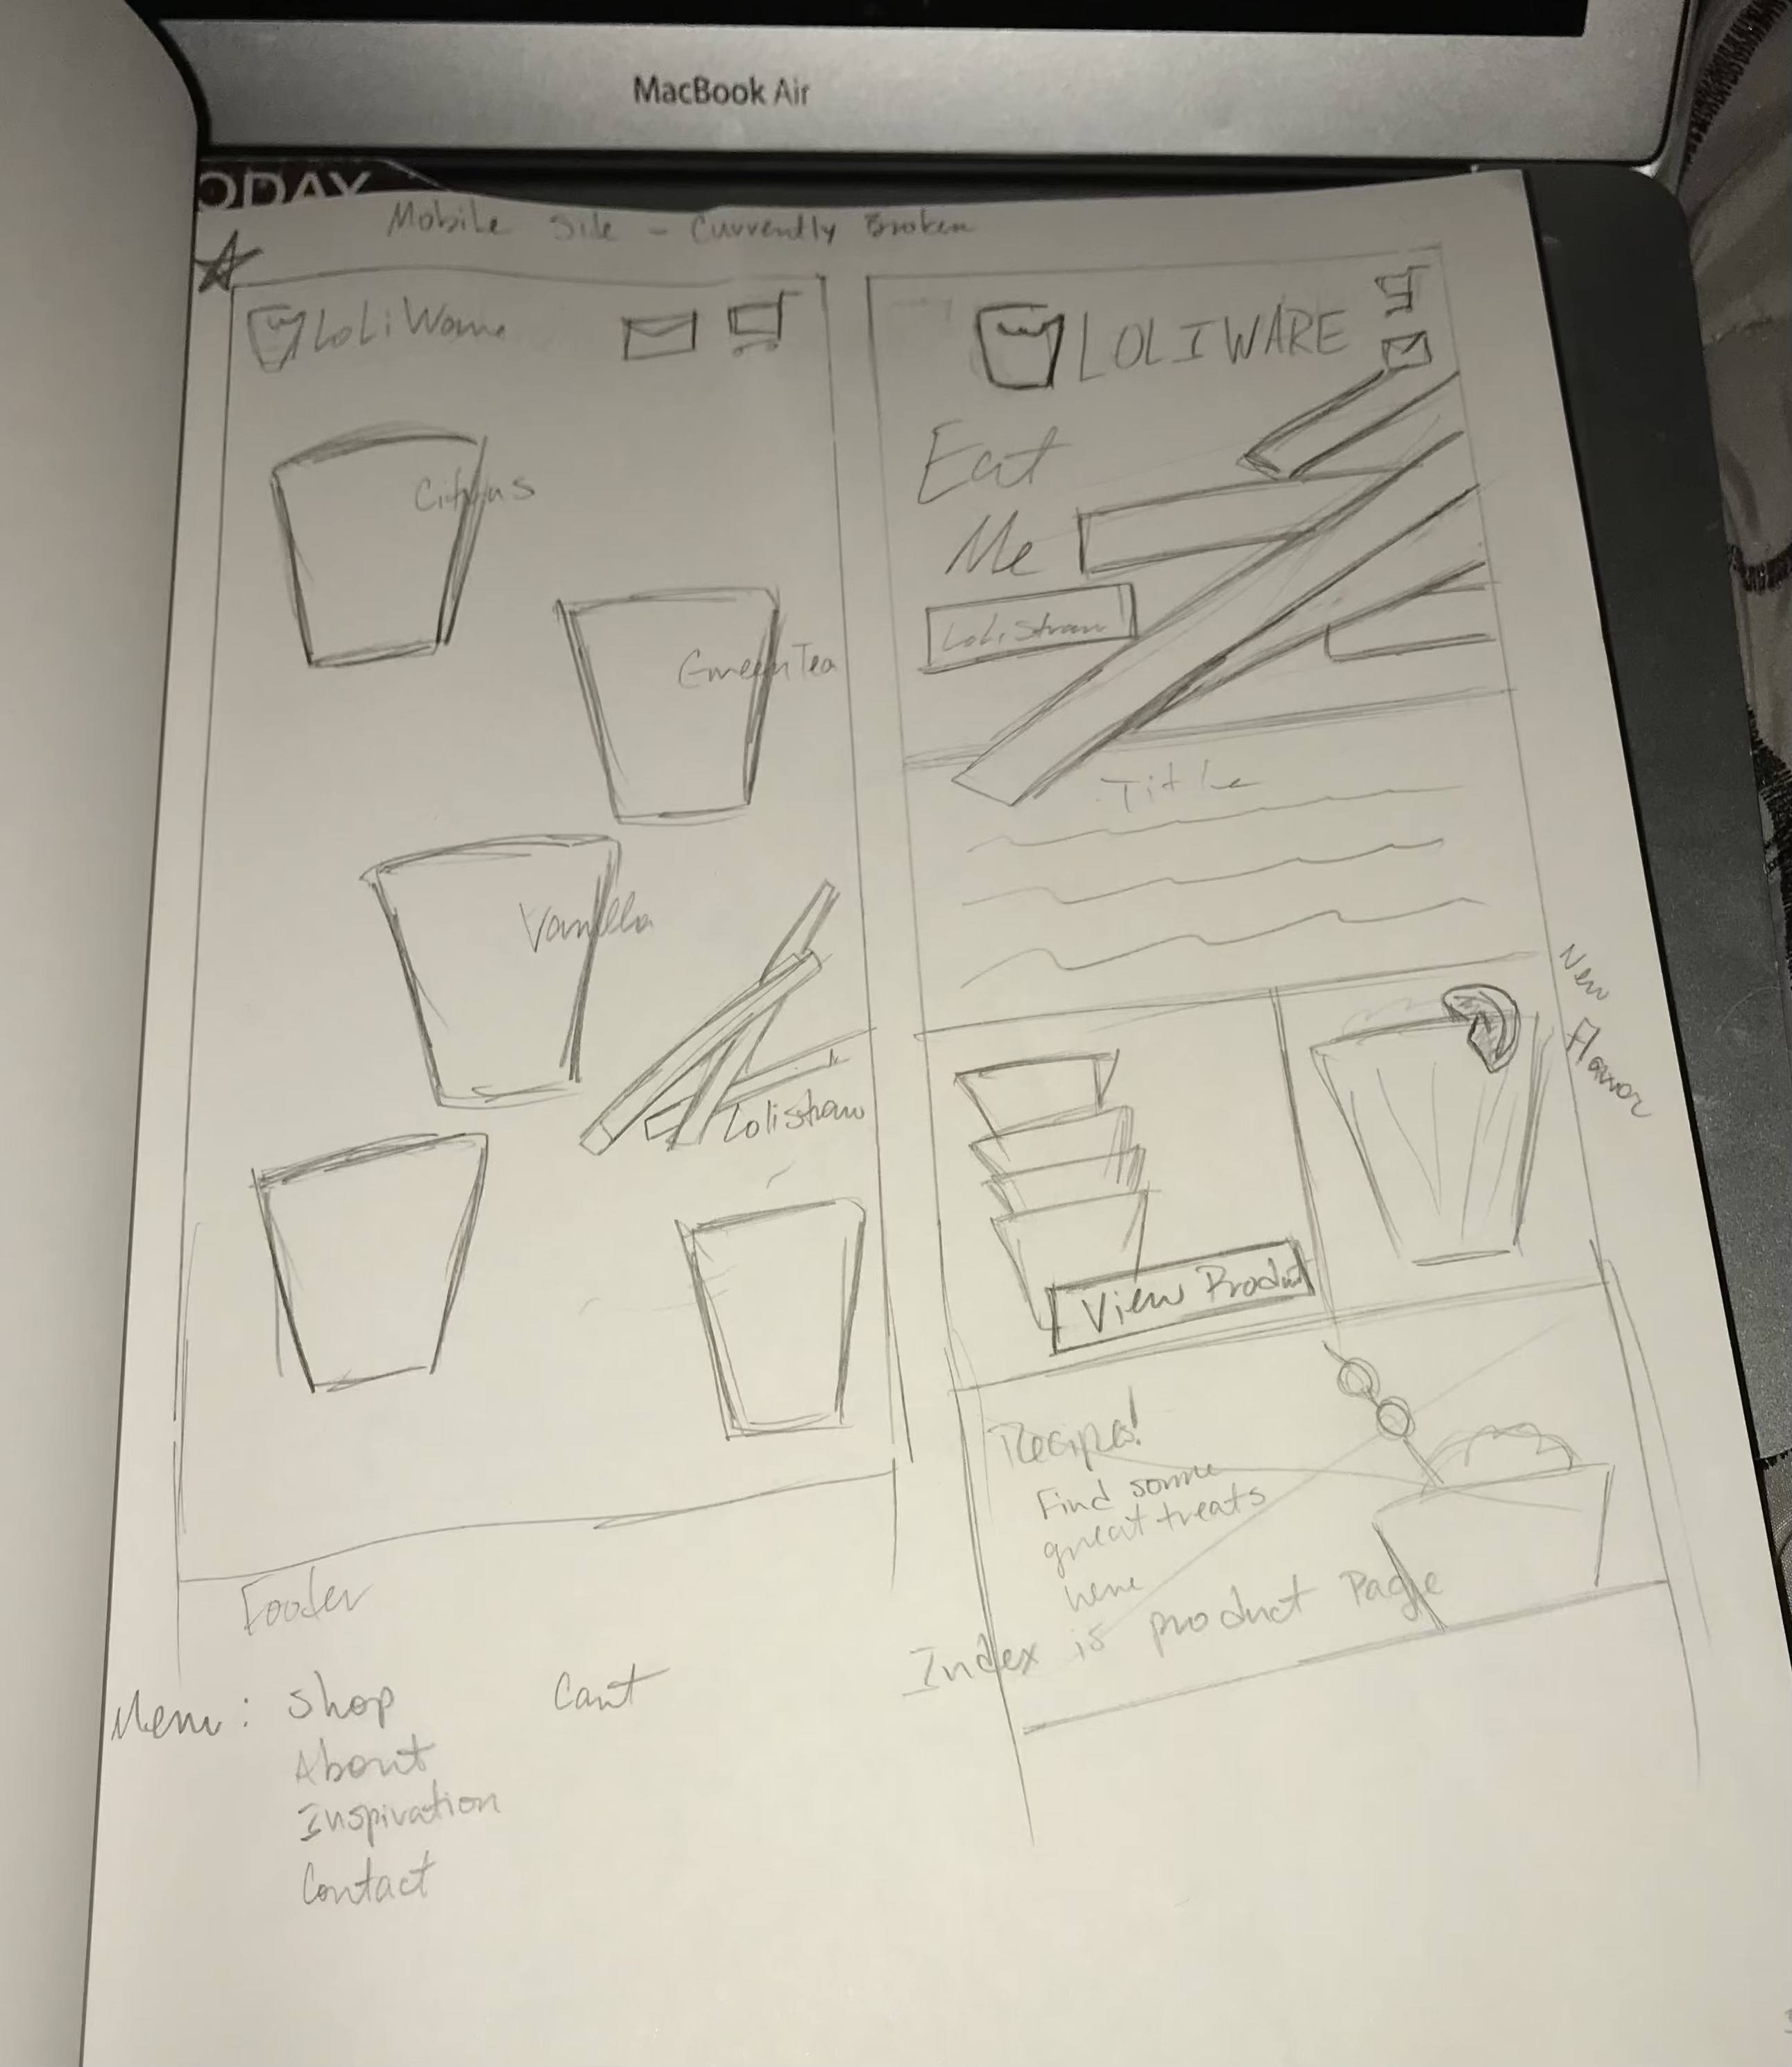 MacBook Air
ODAY
Mobile Site - Currently Broken
LoLiWare
Citrus
GreenTea
Vanilla
Lolistraw
Footer
Menu: Shop
Cart
About
Inspiration
Contact
LOLIWARE
Eat
Me
LoliStraw
Title
New
Flavor
View Product
Recipes!
Find some
great treats
here
Index is product Page